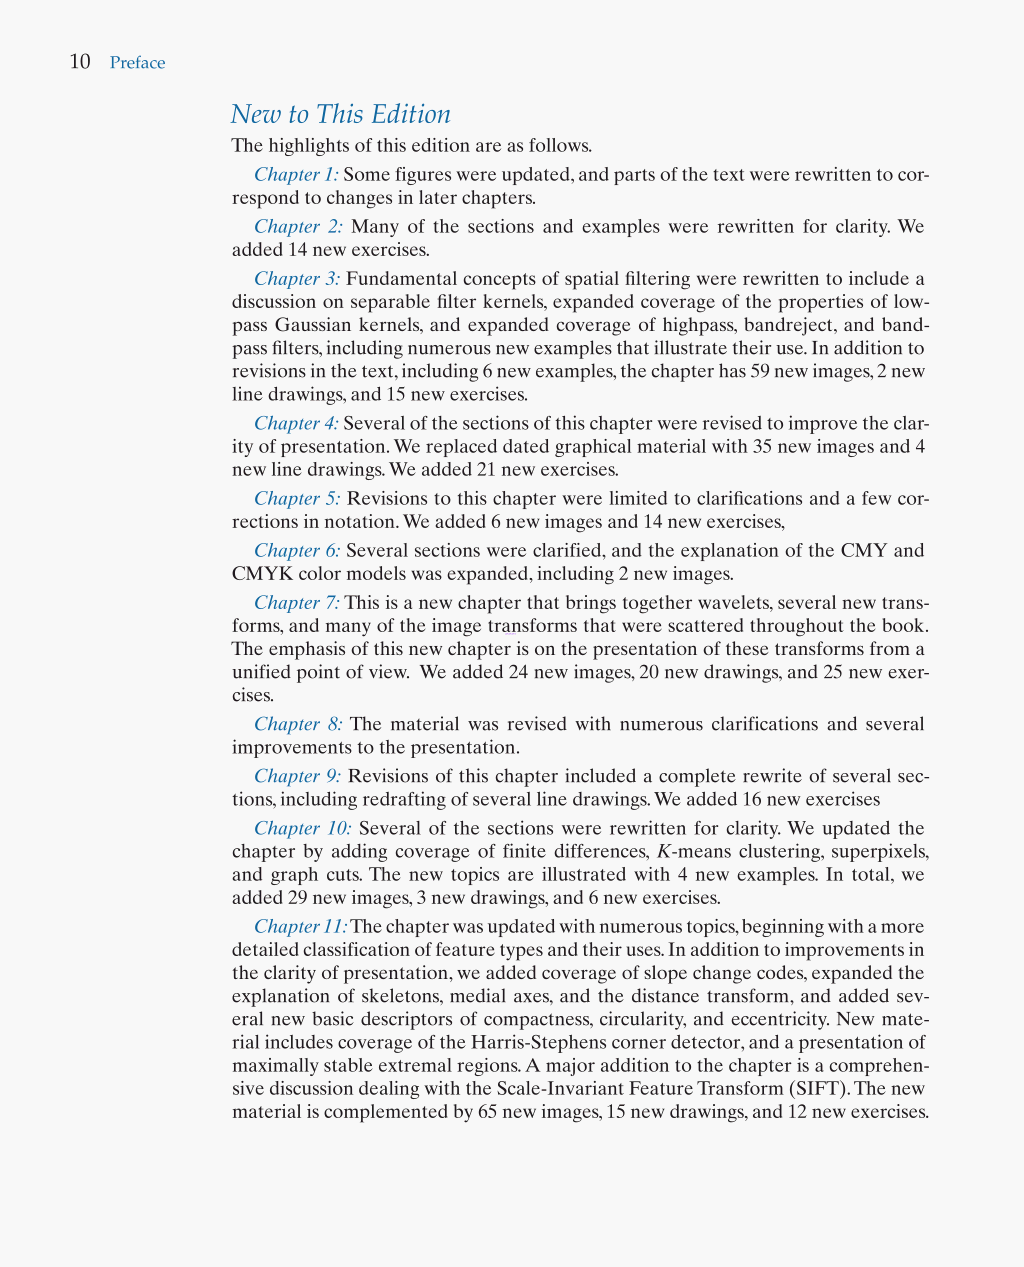 10 Preface
New to This Edition
The highlights of this edition are as follows.
Chapter 1: Some figures were updated, and parts of the text were rewritten to cor-
respond to changes in later chapters.
Chapter 2: Many of the sections and examples were rewritten for clarity. We
added 14 new exercises.
Chapter 3: Fundamental concepts of spatial filtering were rewritten to include a
discussion on separable filter kernels, expanded coverage of the properties of low-
pass Gaussian kernels, and expanded coverage of highpass, bandreject, and band-
pass filters, including numerous new examples that illustrate their use. In addition to
revisions in the text, including 6 new examples, the chapter has 59 new images, 2 new
line drawings, and 15 new exercises.
Chapter 4: Several of the sections of this chapter were revised to improve the clar-
ity of presentation. We replaced dated graphical material with 35 new images and 4
new line drawings. We added 21 new exercises.
Chapter 5: Revisions to this chapter were limited to clarifications and a few cor-
rections in notation. We added 6 new images and 14 new exercises,
Chapter 6: Several sections were clarified, and the explanation of the CMY and
CMYK color models was expanded, including 2 new images.
Chapter 7: This is a new chapter that brings together wavelets, several new trans-
forms, and many of the image transforms that were scattered throughout the book.
The emphasis of this new chapter is on the presentation of these transforms from a
unified point of view. We added 24 new images, 20 new drawings, and 25 new exer-
cises.
Chapter 8: The material was revised with numerous clarifications and several
improvements to the presentation.
Chapter 9: Revisions of this chapter included a complete rewrite of several sec-
tions, including redrafting of several line drawings. We added 16 new exercises
Chapter 10: Several of the sections were rewritten for clarity. We updated the
chapter by adding coverage of finite differences, K-means clustering, superpixels,
and graph cuts. The new topics are illustrated with 4 new examples. In total, we
added 29 new images, 3 new drawings, and 6 new exercises.
Chapter 11: The chapter was updated with numerous topics, beginning with a more
detailed classification of feature types and their uses. In addition to improvements in
the clarity of presentation, we added coverage of slope change codes, expanded the
explanation of skeletons, medial axes, and the distance transform, and added sev-
eral new basic descriptors of compactness, circularity, and eccentricity. New mate-
rial includes coverage of the Harris-Stephens corner detector, and a presentation of
maximally stable extremal regions. A major addition to the chapter is a comprehen-
sive discussion dealing with the Scale-Invariant Feature Transform (SIFT). The new
material is complemented by 65 new images, 15 new drawings, and 12 new exercises.